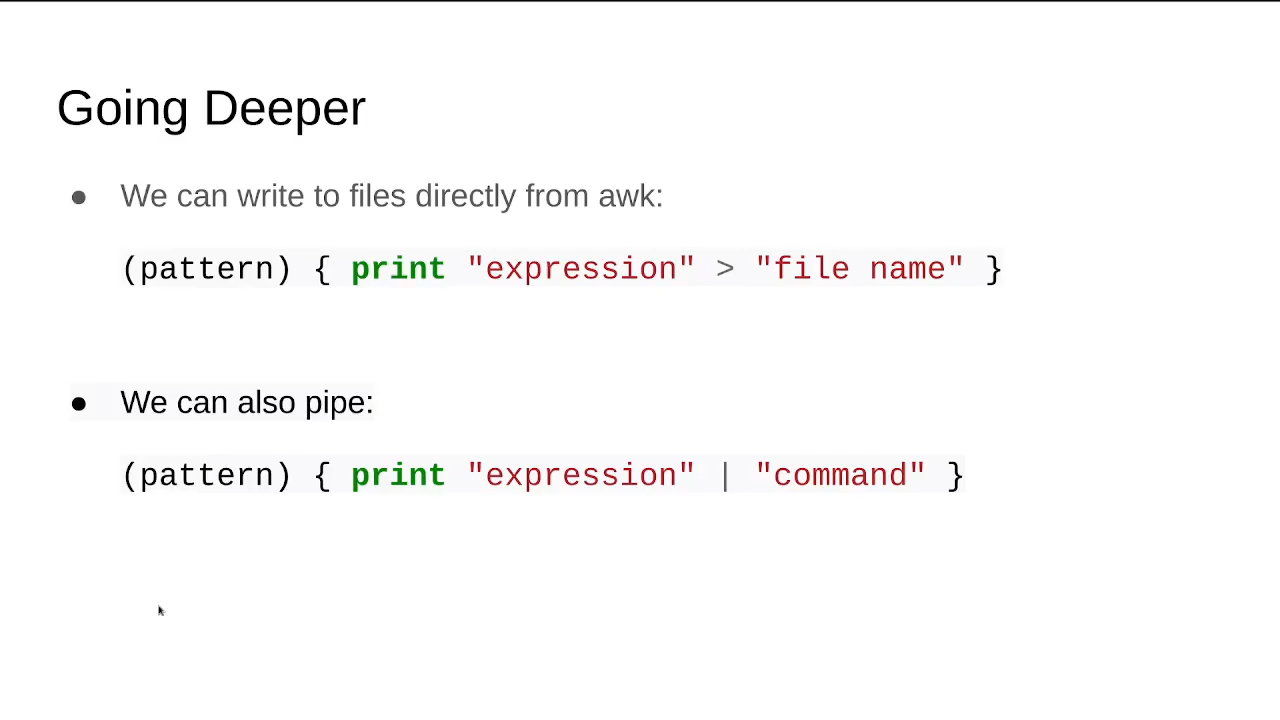 Going Deeper
● We can write to files directly from awk:
(pattern) { print "expression" > "file name" }
● We can also pipe:
(pattern) { print "expression" | "command" }